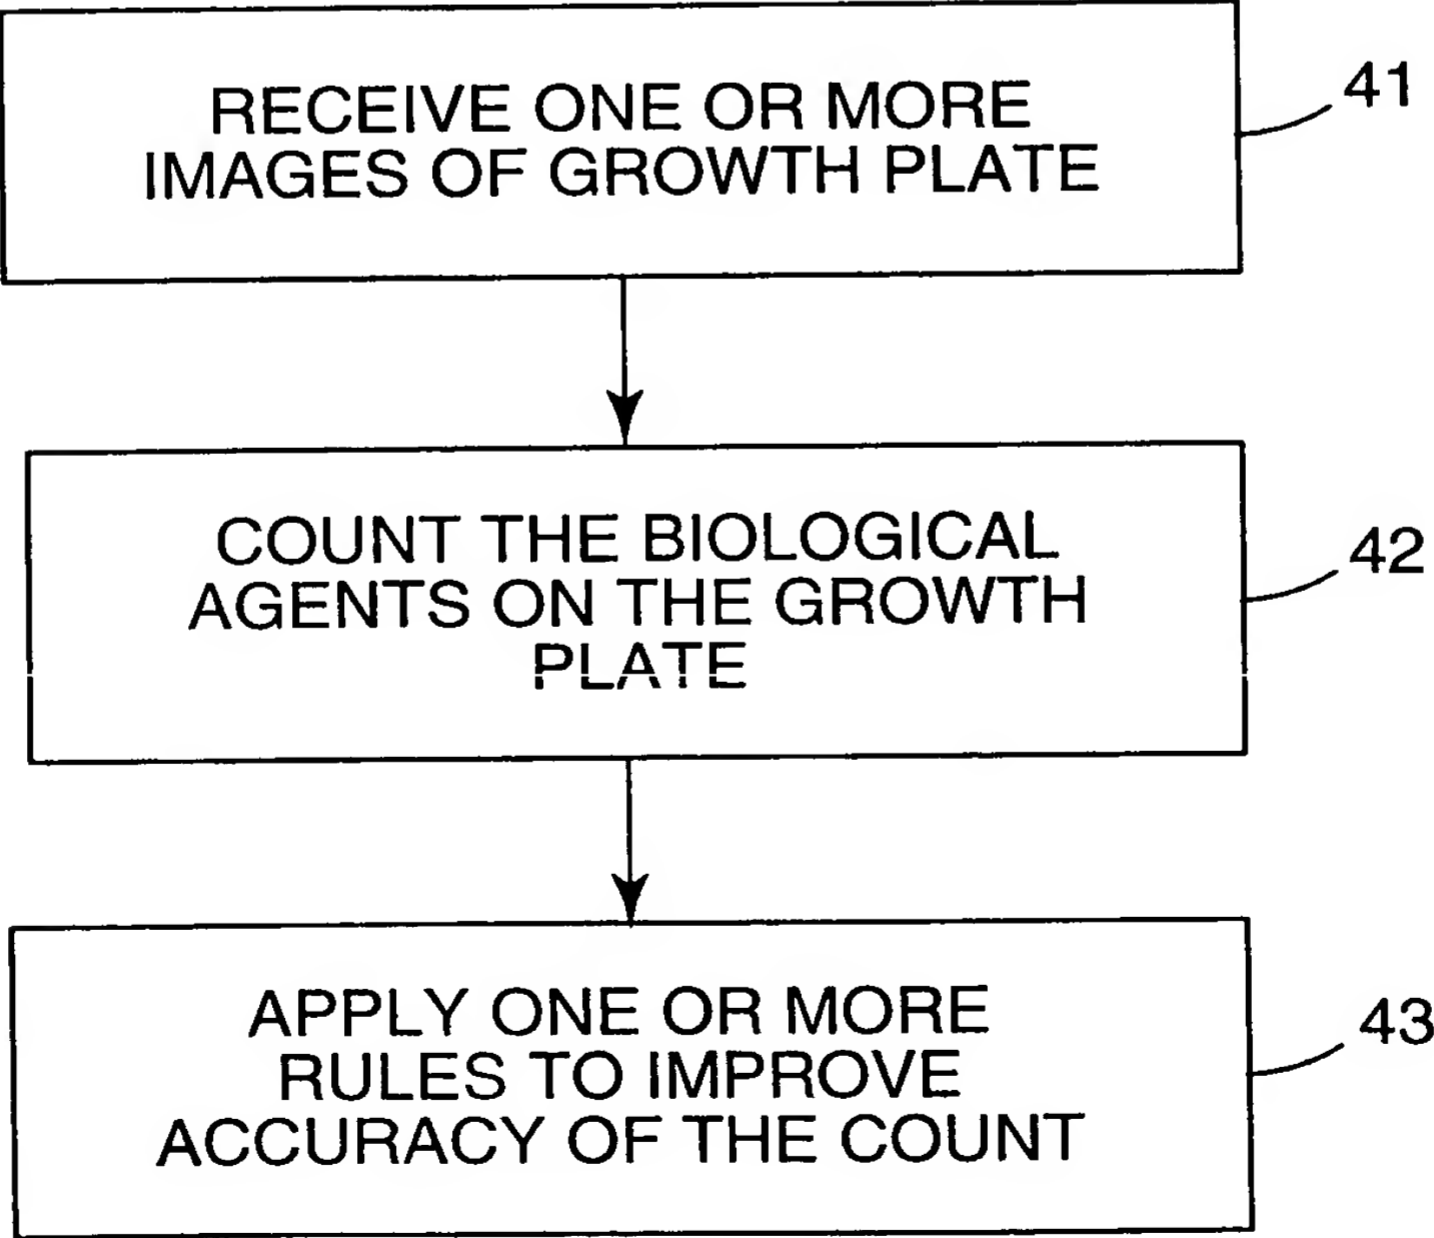 RECEIVE ONE OR MORE
IMAGES OF GROWTH PLATE
41
COUNT THE BIOLOGICAL
AGENTS ON THE GROWTH
PLATE
42
APPLY ONE OR MORE
RULES TO IMPROVE
ACCURACY OF THE COUNT
43